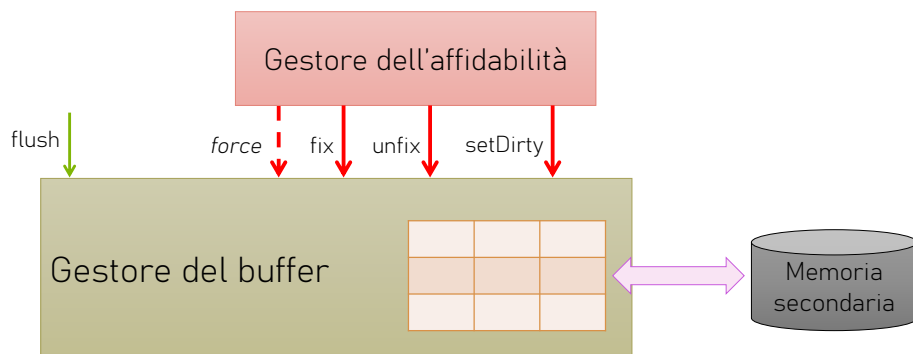 Gestore dell'affidabilità
flush
force
fix
unfix
setDirty
Gestore del buffer
Memoria
secondaria